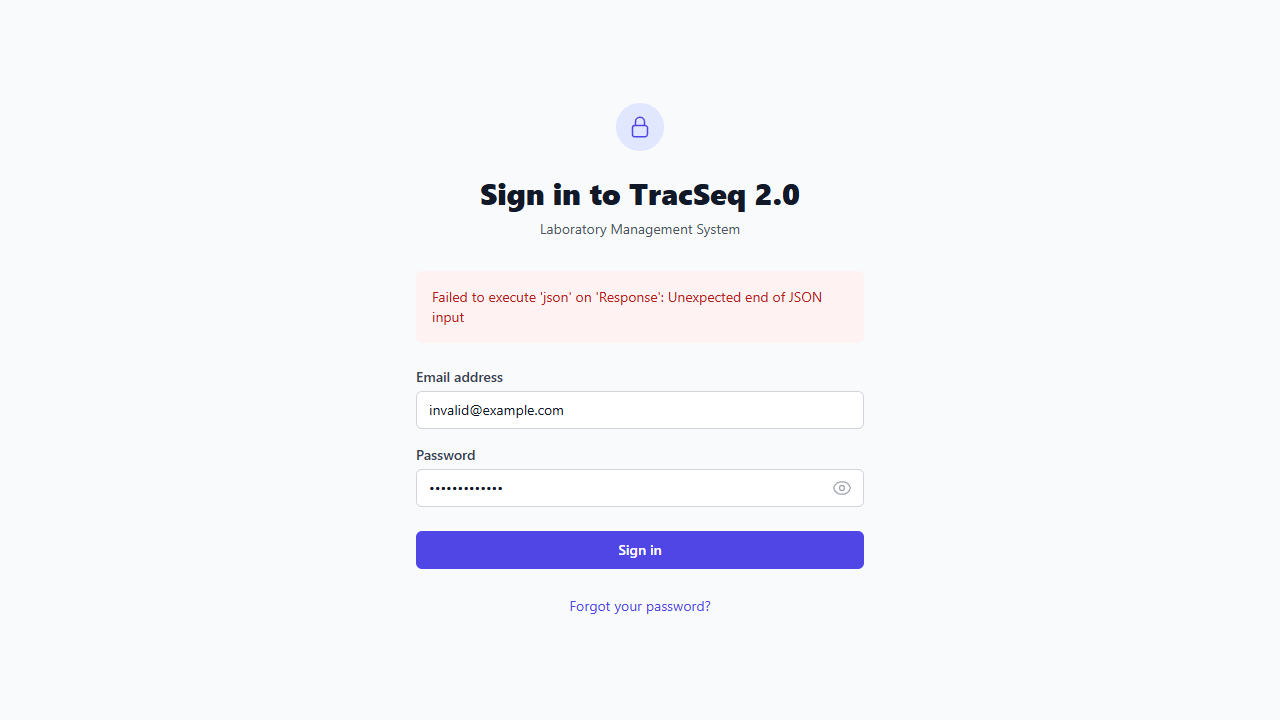 Sign in to TracSeq 2.0
Laboratory Management System
Failed to execute 'json' on 'Response': Unexpected end of JSON
input
Email address
invalid@example.com
Password
•••••••••••••
Sign in
Forgot your password?